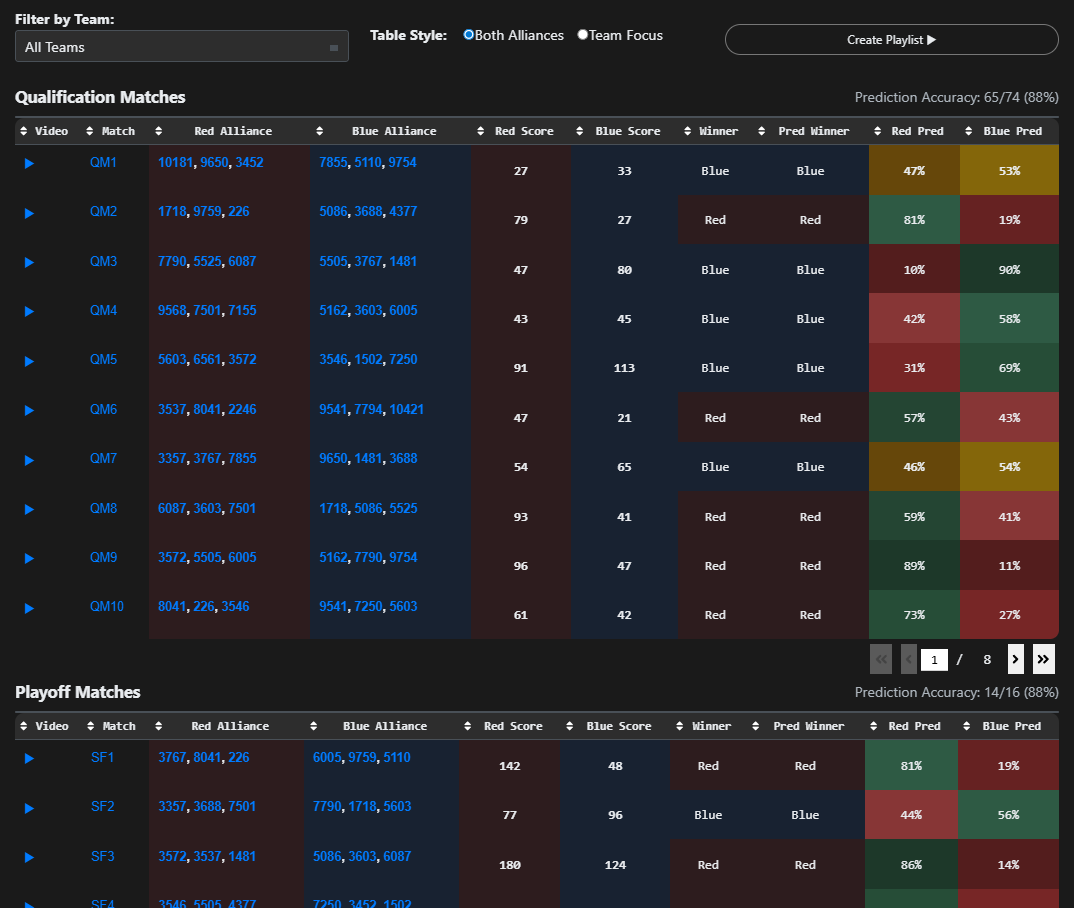 Filter by Team:
All Teams
Table Style: Both Alliances Team Focus
Create Playlist ▶
Qualification Matches
Prediction Accuracy: 65/74 (88%)
Video Match Red Alliance Blue Alliance Red Score Blue Score Winner Pred Winner Red Pred Blue Pred
QM1 10181, 9650, 3452 7855, 5110, 9754 27 33 Blue Blue 47% 53%
QM2 1718, 9759, 226 5086, 3688, 4377 79 27 Red Red 81% 19%
QM3 7790, 5525, 6087 5505, 3767, 1481 47 80 Blue Blue 10% 90%
QM4 9568, 7501, 7155 5162, 3603, 6005 43 45 Blue Blue 42% 58%
QM5 5603, 6561, 3572 3546, 1502, 7250 91 113 Blue Blue 31% 69%
QM6 3537, 8041, 2246 9541, 7794, 10421 47 21 Red Red 57% 43%
QM7 3357, 3767, 7855 9650, 1481, 3688 54 65 Blue Blue 46% 54%
QM8 6087, 3603, 7501 1718, 5086, 5525 93 41 Red Red 59% 41%
QM9 3572, 5505, 6005 5162, 7790, 9754 96 47 Red Red 89% 11%
QM10 8041, 226, 3546 9541, 7250, 5603 61 42 Red Red 73% 27%
« ‹ 1 / 8 › »
Playoff Matches
Prediction Accuracy: 14/16 (88%)
Video Match Red Alliance Blue Alliance Red Score Blue Score Winner Pred Winner Red Pred Blue Pred
SF1 3767, 8041, 226 6005, 9759, 5110 142 48 Red Red 81% 19%
SF2 3357, 3688, 7501 7790, 1718, 5603 77 96 Blue Blue 44% 56%
SF3 3572, 3537, 1481 5086, 3603, 6087 180 124 Red Red 86% 14%
SF4 3546, 5505, 4377 7250, 3452, 1502